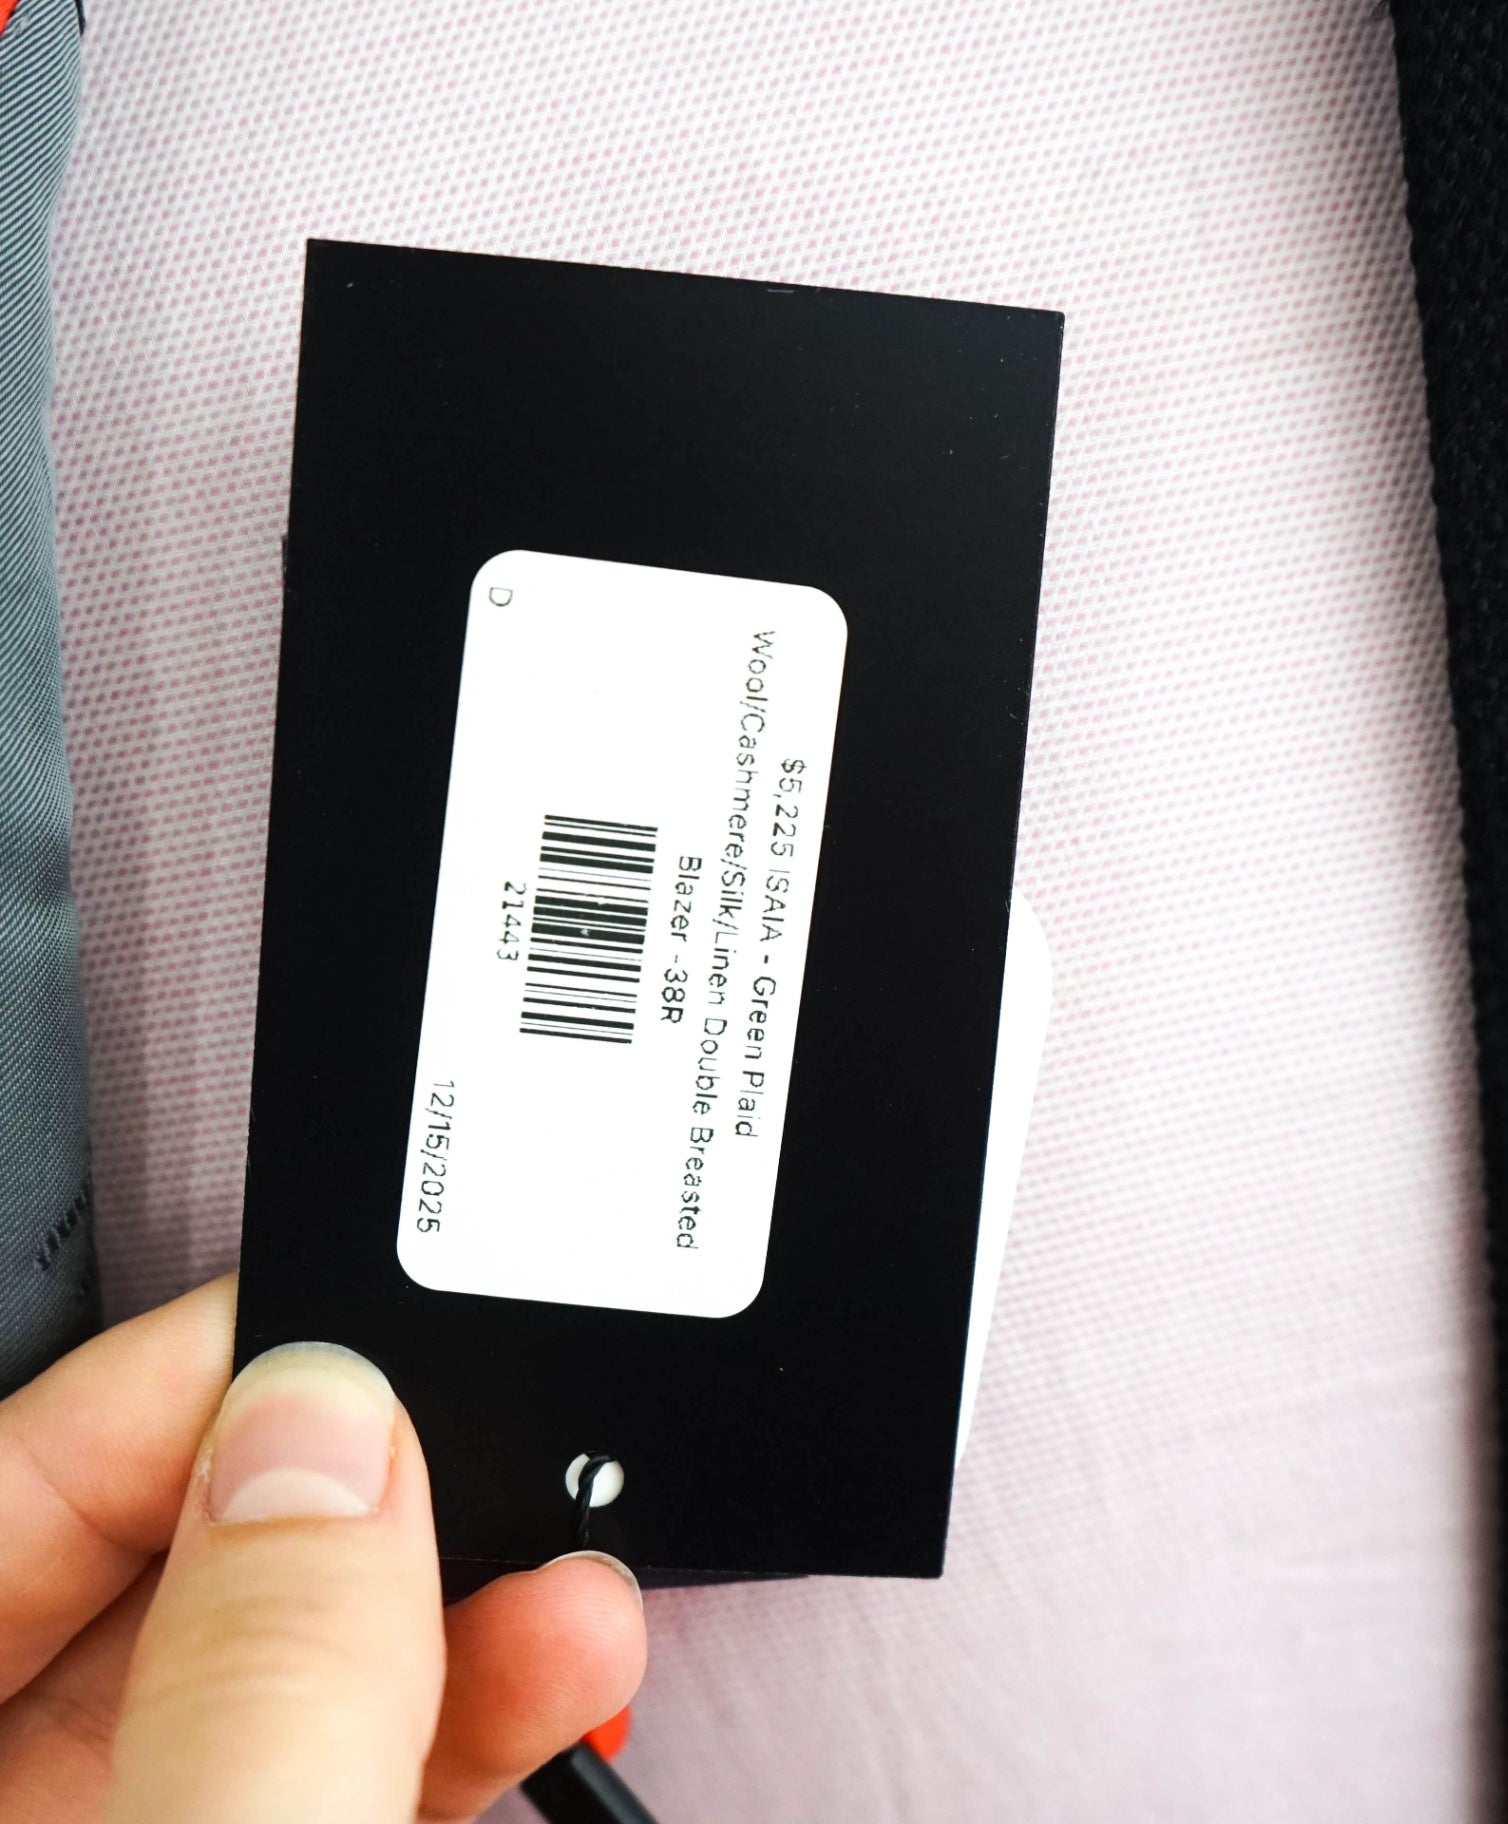 $5,225 ISAIA - Green Plaid
Wool/Cashmere/Silk/Linen Double Breasted
Blazer -38R
21443
D
12/15/2025